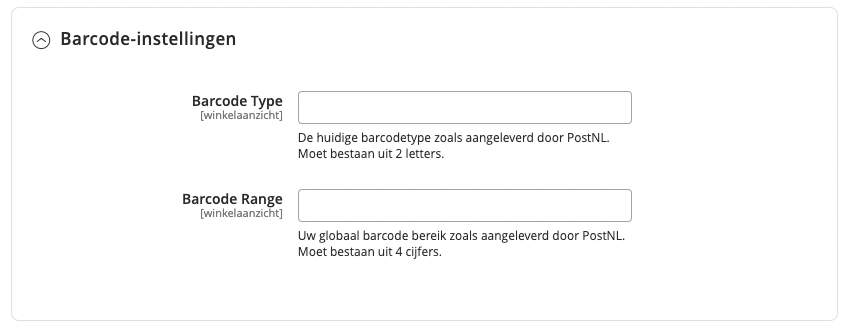 Barcode-instellingen
Barcode Type
[winkelaanzicht]
De huidige barcodetype zoals aangeleverd door PostNL.
Moet bestaan uit 2 letters.
Barcode Range
[winkelaanzicht]
Uw globaal barcode bereik zoals aangeleverd door PostNL.
Moet bestaan uit 4 cijfers.